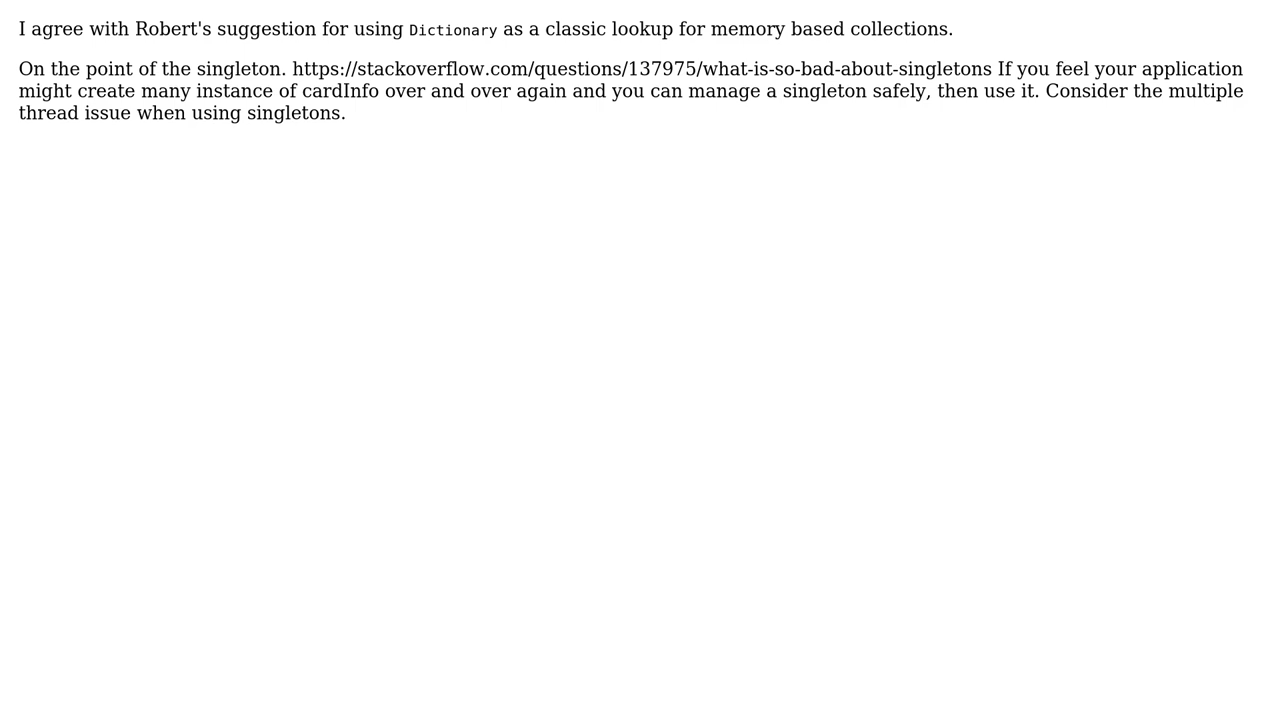 I agree with Robert's suggestion for using Dictionary as a classic lookup for memory based collections.
On the point of the singleton. https://stackoverflow.com/questions/137975/what-is-so-bad-about-singletons If you feel your application
might create many instance of cardInfo over and over again and you can manage a singleton safely, then use it. Consider the multiple
thread issue when using singletons.